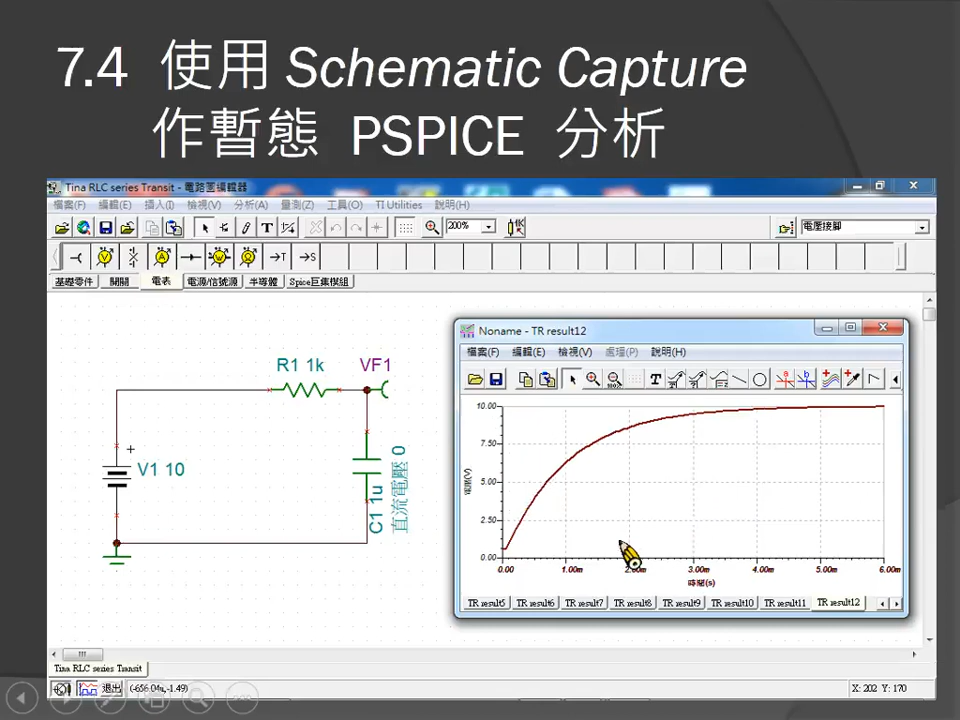 7.4 使用 Schematic Capture
作暫態 PSPICE 分析
Tina RLC series Transit - 電路圖編輯器
檔案(F) 編輯(E) 插入(I) 檢視(V) 分析(A) 量測(Z) 工具(O) TI Utilities 說明(H)
200%
電壓接腳
基礎零件 開關 電表 電源/信號源 半導體 Spice巨集模組
Noname - TR result12
檔案(F) 編輯(E) 檢視(V) 處理(P) 說明(H)
R1 1k
VF1
V1 10
C1 1u
直流電壓 0
10.00
7.50
電壓(V)
5.00
2.50
0.00
0.00 1.00m 2.00m 3.00m 4.00m 5.00m 6.00m
時間(s)
TR result5 TR result6 TR result7 TR result8 TR result9 TR result10 TR result11 TR result12
Tina RLC series Transit
退出 (-656.04u,-1.49) X: 202 Y: 170